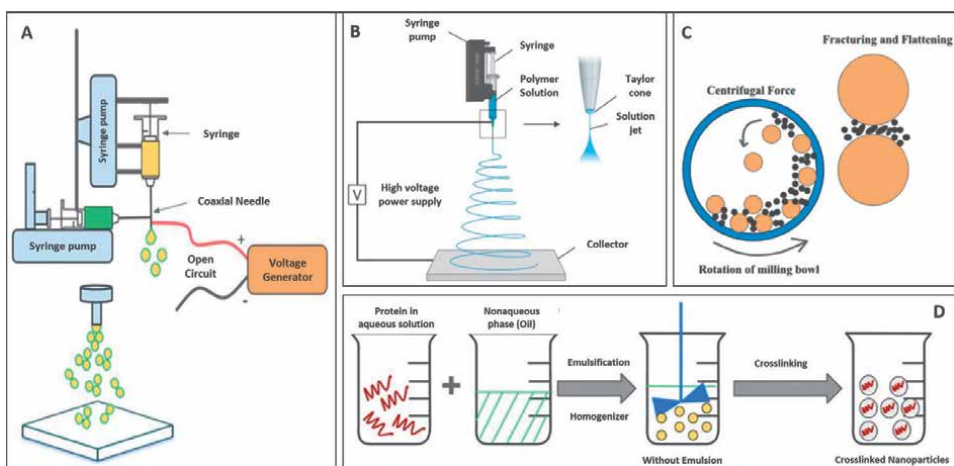 A
Syringe pump
Syringe
Coaxial Needle
Syringe pump
+
Open
Circuit
-
Voltage
Generator
B
Syringe
pump
Syringe
Polymer
Solution
Taylor
cone
Solution
jet
V
High voltage
power supply
Collector
C
Fracturing and Flattening
Centrifugal Force
Rotation of milling bowl
D
Protein in
aqueous solution
+
Nonaqueous
phase (Oil)
Emulsification
Homogenizer
Without Emulsion
Crosslinking
Crosslinked Nanoparticles